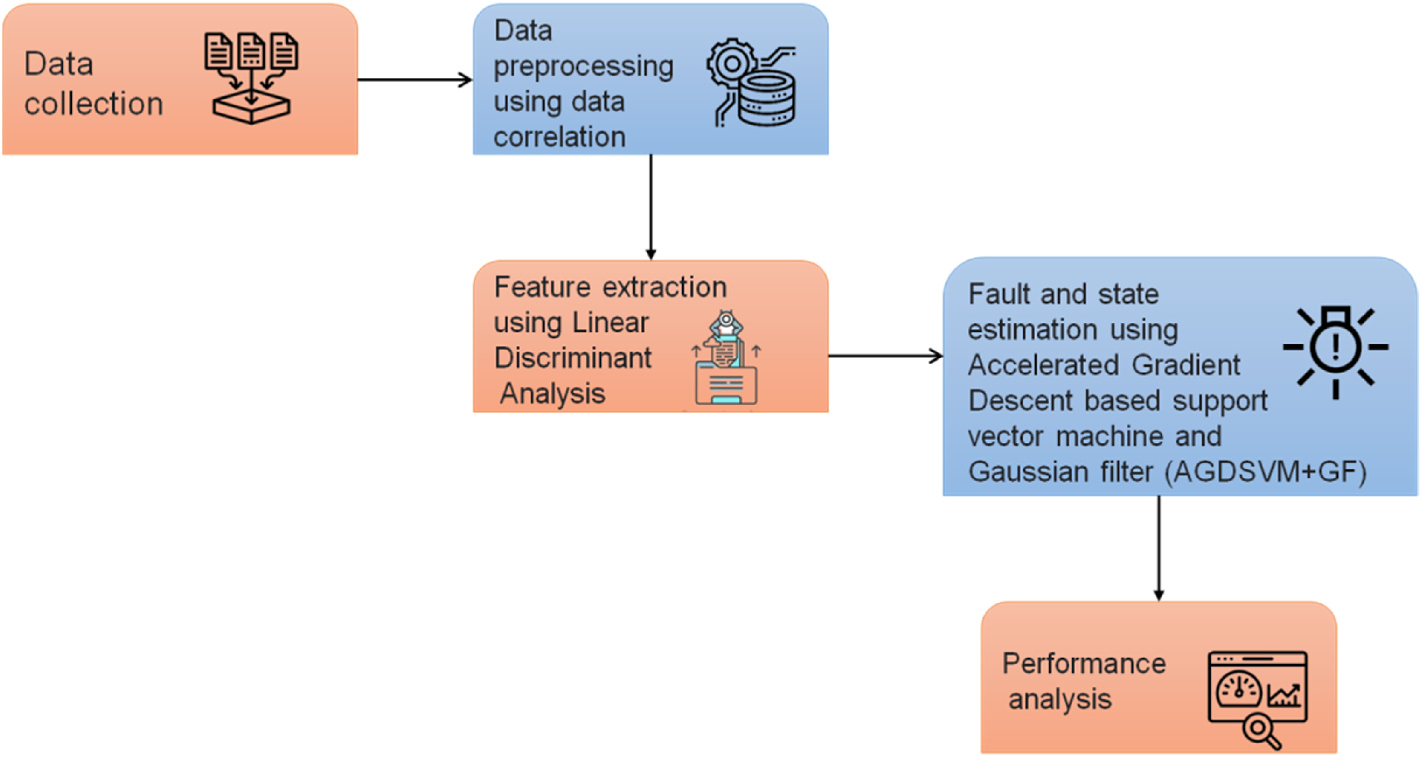 Data
collection
Data
preprocessing
using data
correlation
Feature extraction
using Linear
Discriminant
Analysis
Fault and state
estimation using
Accelerated Gradient
Descent based support
vector machine and
Gaussian filter (AGDSVM+GF)
Performance
analysis